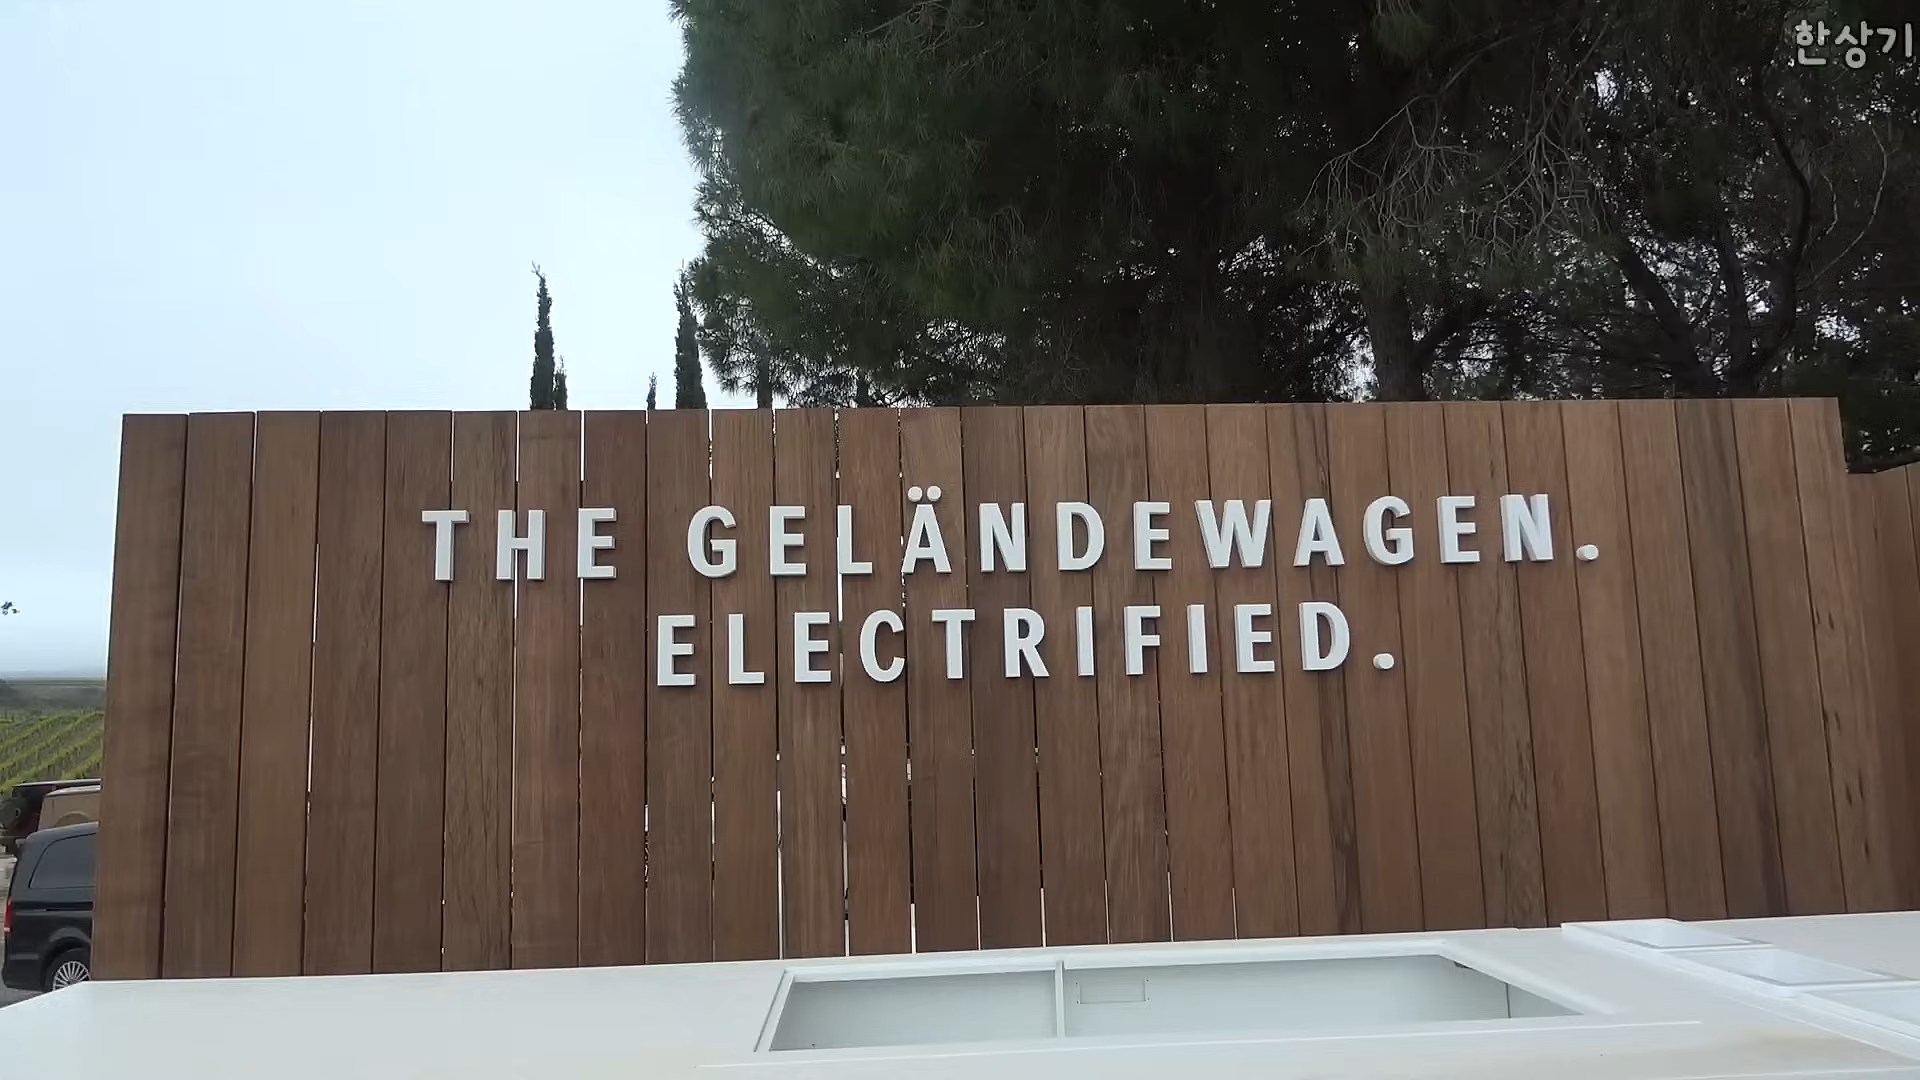 한상기
THE GELÄNDEWAGEN.
ELECTRIFIED.